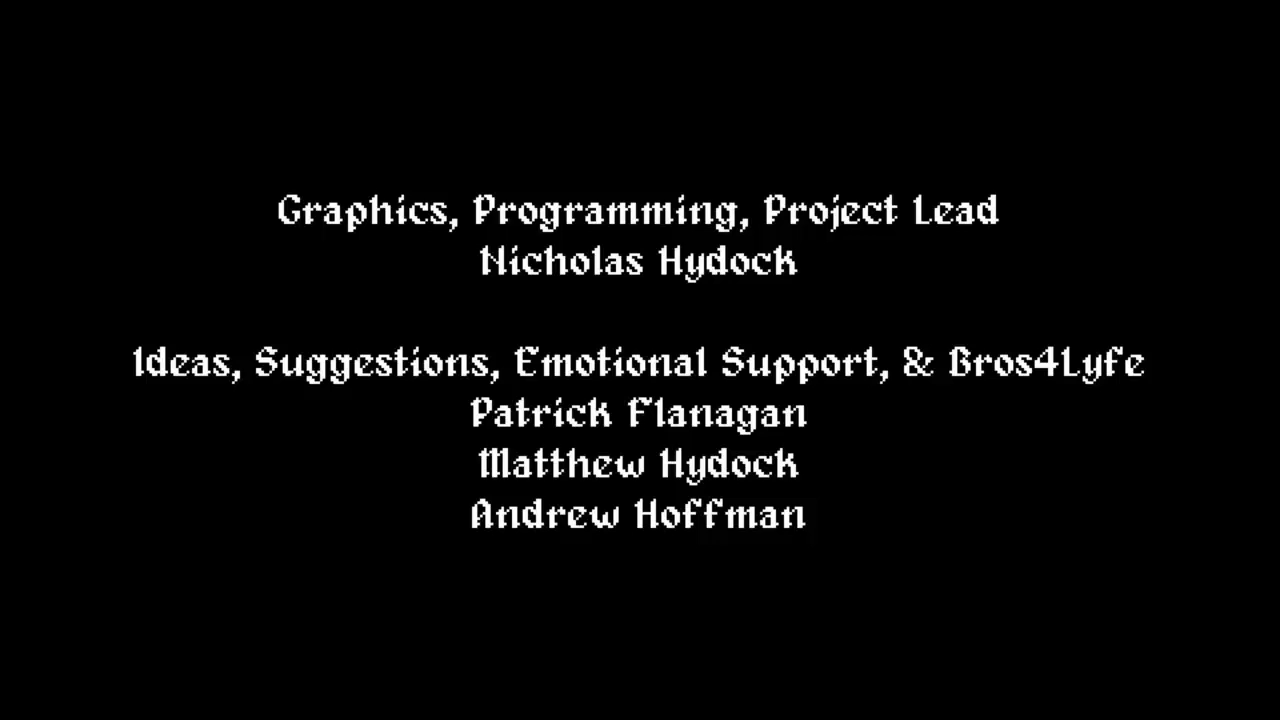 Graphics, Programming, Project Lead
Nicholas Hydock
Ideas, Suggestions, Emotional Support, & Bros4Lyfe
Patrick Flanagan
Matthew Hydock
Andrew Hoffman